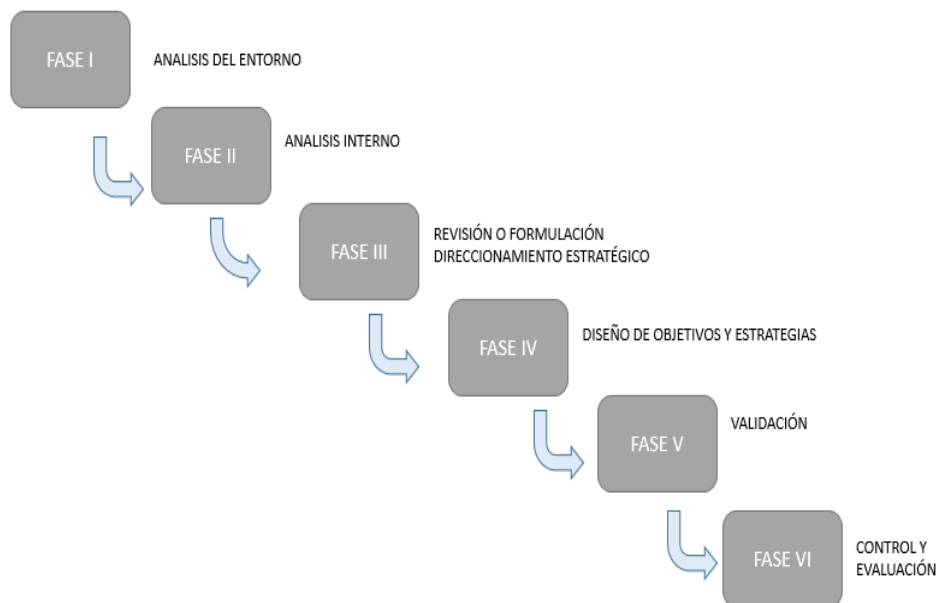 FASE I
ANALISIS DEL ENTORNO
FASE II
ANALISIS INTERNO
FASE III
REVISIÓN O FORMULACIÓN
DIRECCIONAMIENTO ESTRATÉGICO
FASE IV
DISEÑO DE OBJETIVOS Y ESTRATEGIAS
FASE V
VALIDACIÓN
FASE VI
CONTROL Y
EVALUACIÓN